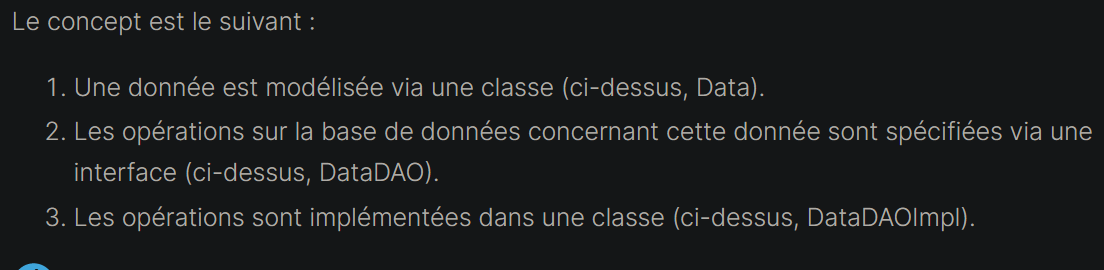 Le concept est le suivant :
1. Une donnée est modélisée via une classe (ci-dessus, Data).
2. Les opérations sur la base de données concernant cette donnée sont spécifiées via une
interface (ci-dessus, DataDAO).
3. Les opérations sont implémentées dans une classe (ci-dessus, DataDAOImpl).